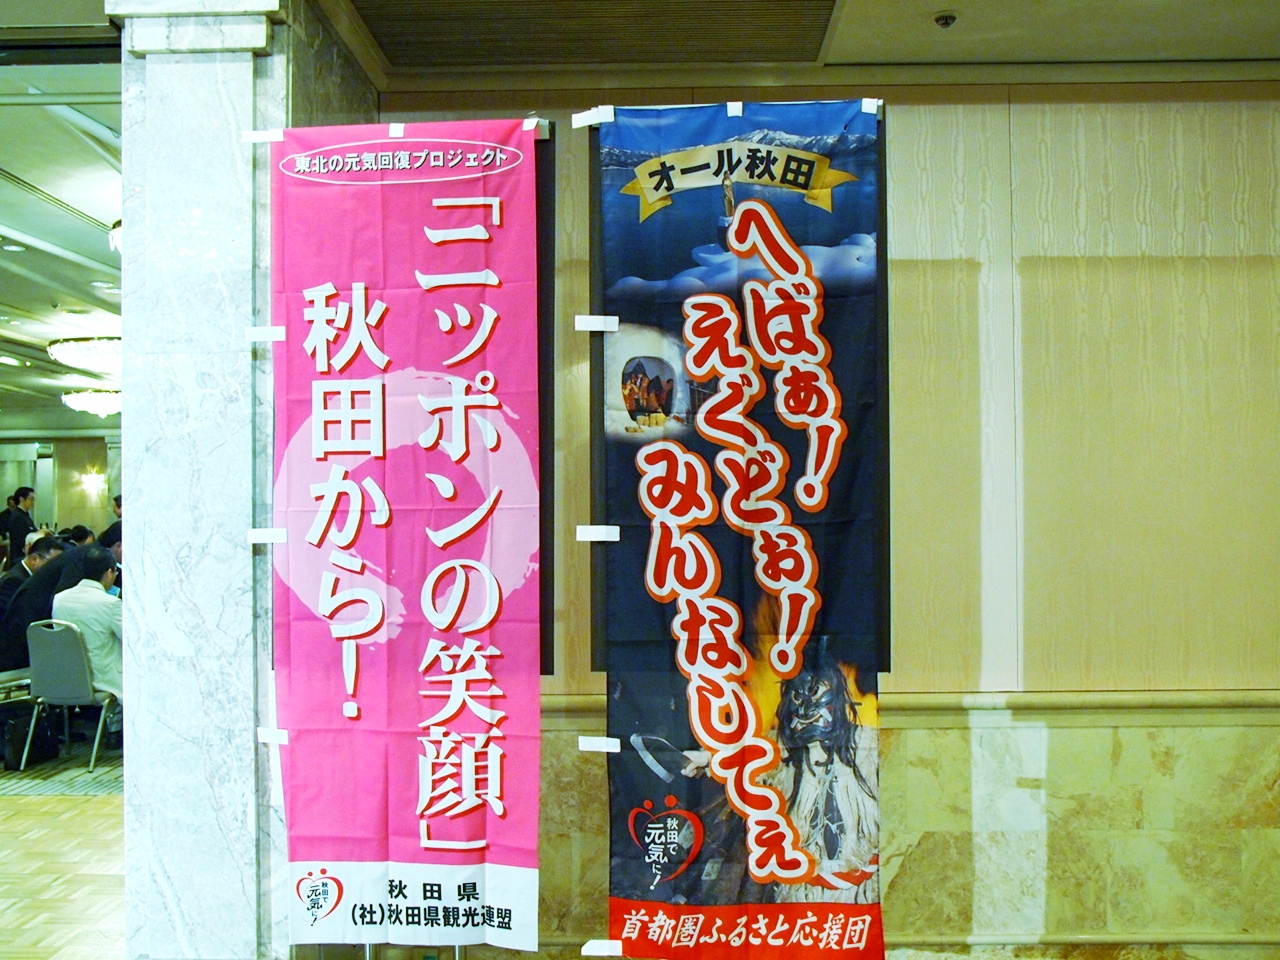 東北の元気回復プロジェクト
「ニッポンの笑顔」
秋田から!
秋田で
元気に!
秋田県
(社)秋田県観光連盟
オール秋田
へばぁ!
えぐどぉ!
みんなしてぇ
秋田で
元気に!
首都圏ふるさと応援団